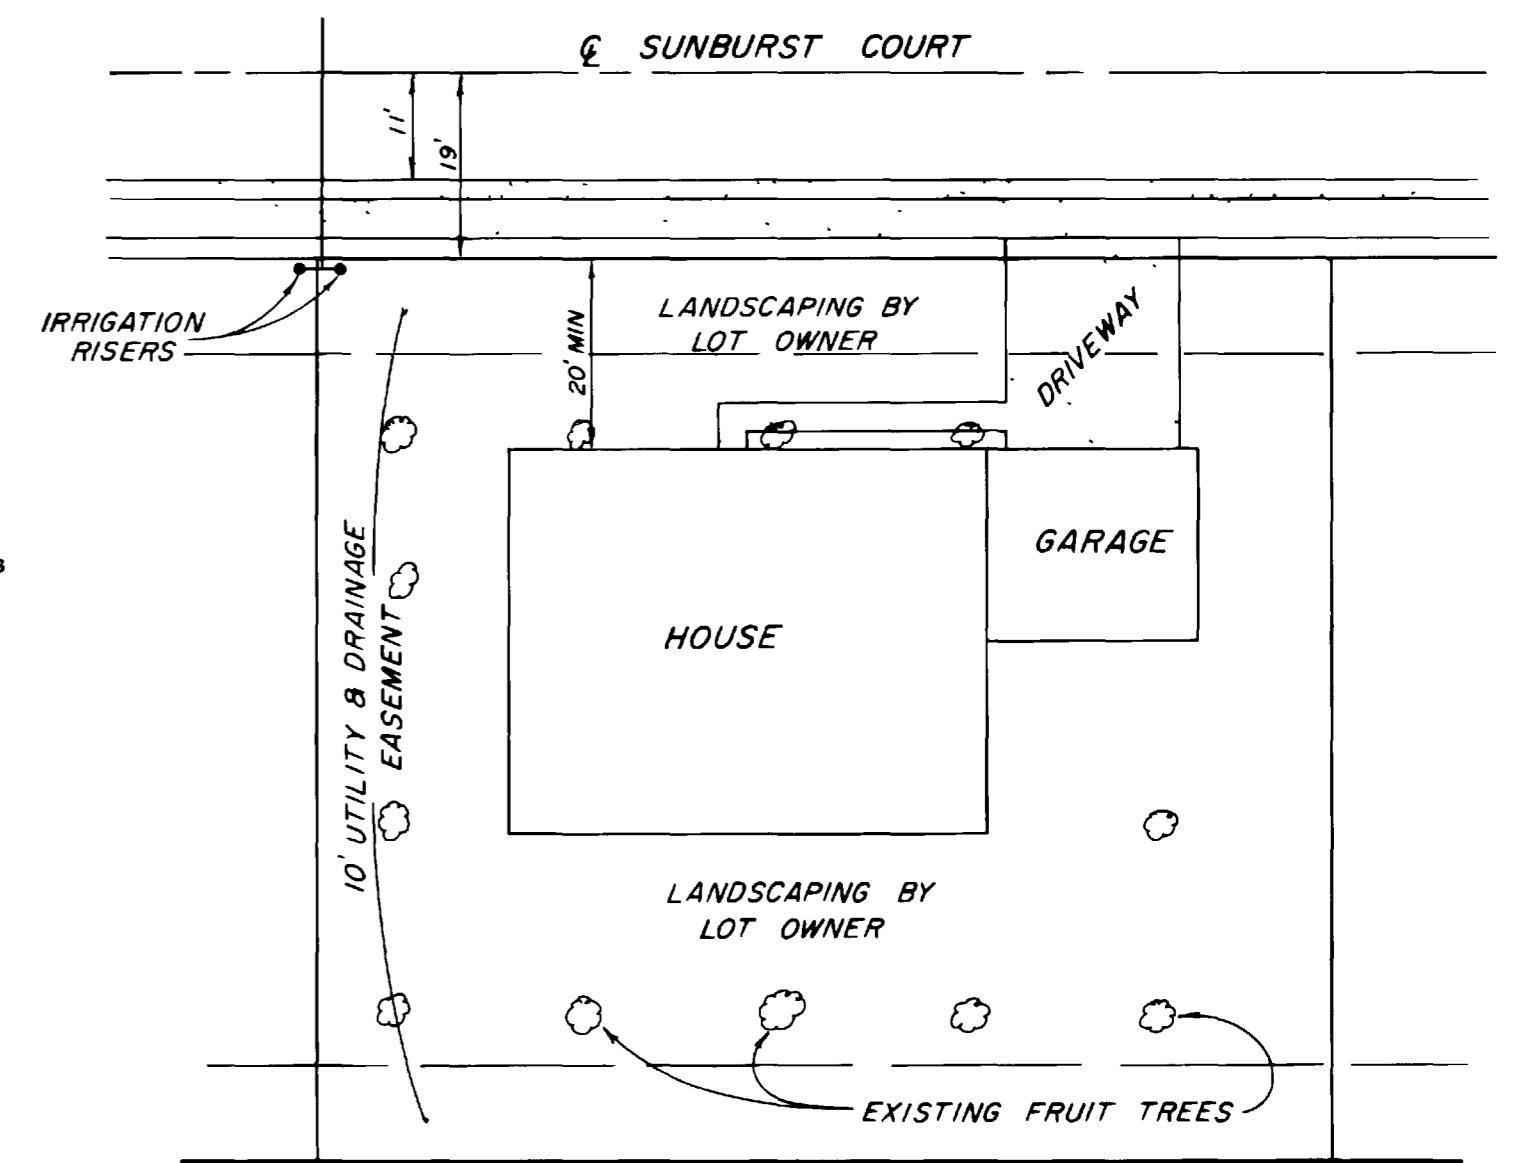 ℄ SUNBURST COURT
11'
19'
IRRIGATION
RISERS
20' MIN
LANDSCAPING BY
LOT OWNER
DRIVEWAY
GARAGE
HOUSE
10' UTILITY & DRAINAGE
EASEMENT
LANDSCAPING BY
LOT OWNER
EXISTING FRUIT TREES